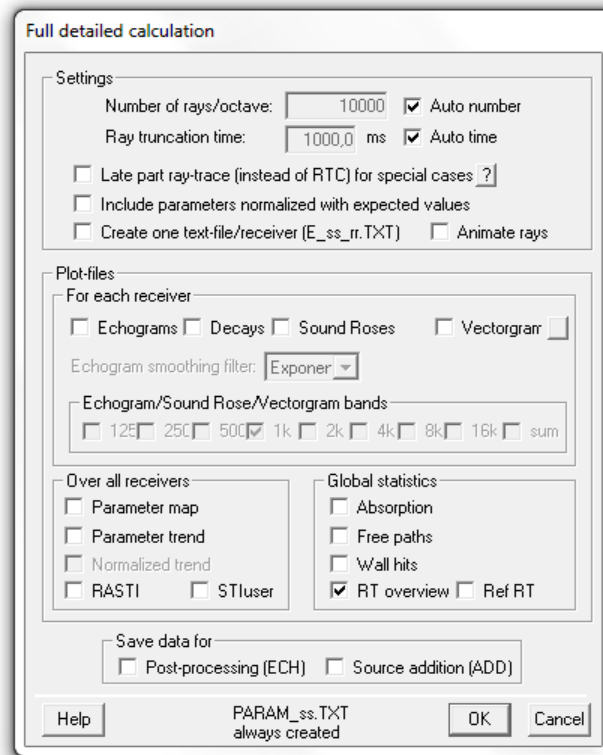 Full detailed calculation
Settings
Number of rays/octave: 10000 Auto number
Ray truncation time: 1000,0 ms Auto time
Late part ray-trace (instead of RTC) for special cases ?
Include parameters normalized with expected values
Create one text-file/receiver (E_ss_rr.TXT) Animate rays
Plot-files
For each receiver
Echograms Decays Sound Roses Vectorgram
Echogram smoothing filter: Exponer
Echogram/Sound Rose/Vectorgram bands
125 250 500 1k 2k 4k 8k 16k sum
Over all receivers Global statistics
Parameter map Absorption
Parameter trend Free paths
Normalized trend Wall hits
RASTI STIuser RT overview Ref RT
Save data for
Post-processing (ECH) Source addition (ADD)
Help PARAM_ss.TXT OK Cancel
always created